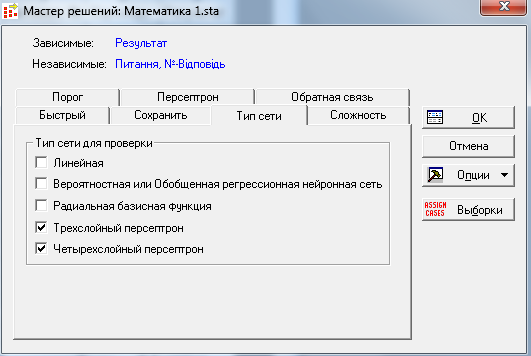 Мастер решений: Математика 1.sta
Зависимые: Результат
Независимые: Питання, №-Відповідь
Порог Персептрон Обратная связь
Быстрый Сохранить Тип сети Сложность
Тип сети для проверки
Линейная
Вероятностная или Обобщенная регрессионная нейронная сеть
Радиальная базисная функция
Трехслойный персептрон
Четырехслойный персептрон
OK
Отмена
Опции
ASSIGN CASES Выборки